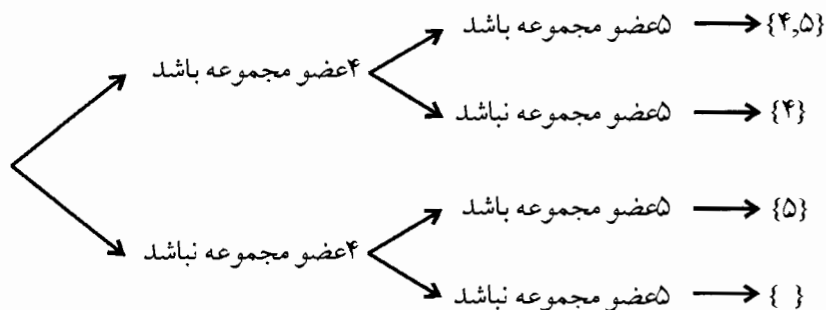 ۵عضو مجموعه باشد {۴,۵}
۴عضو مجموعه باشد
۵عضو مجموعه نباشد {۴}
۵عضو مجموعه باشد {۵}
۴عضو مجموعه نباشد
۵عضو مجموعه نباشد { }